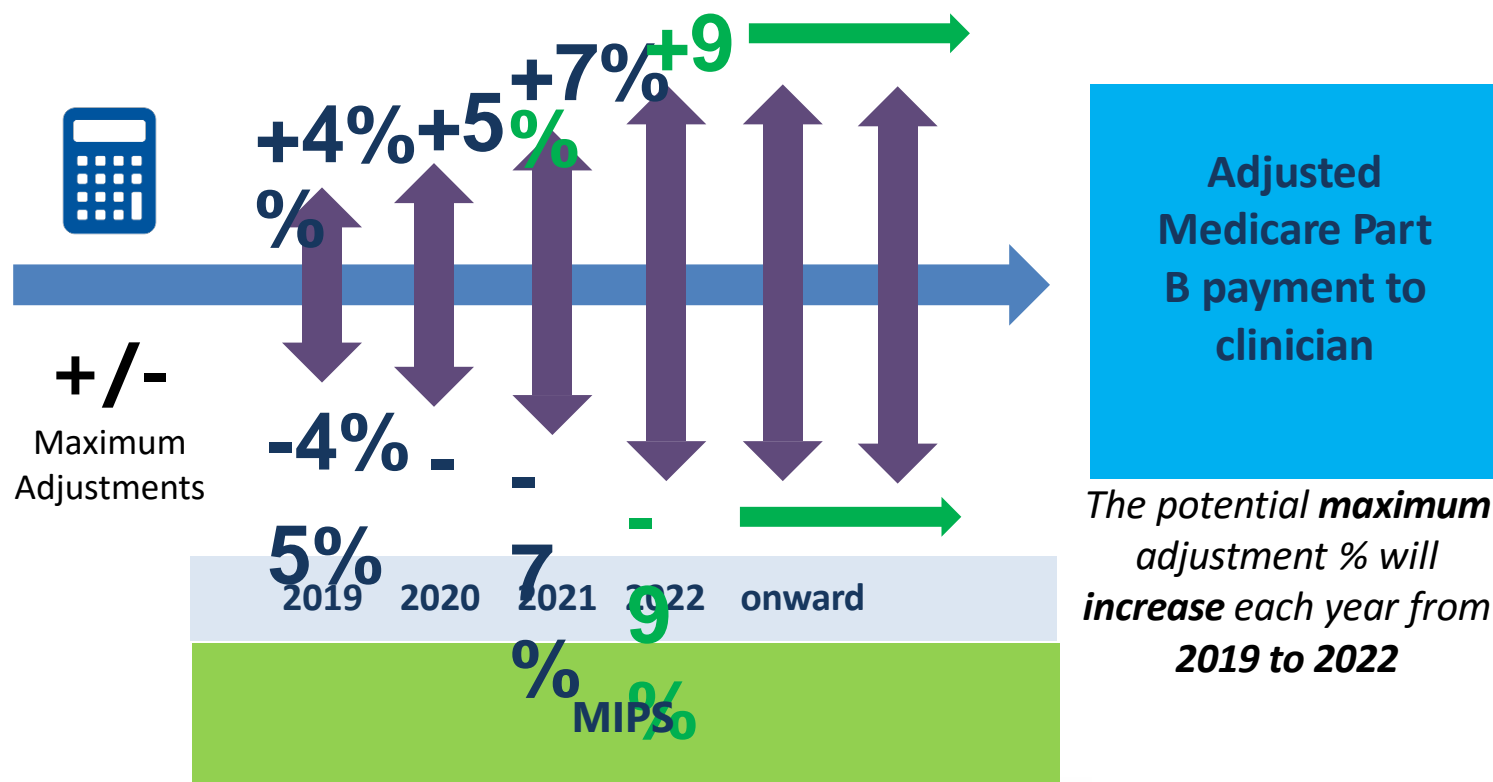 +7%
+9
%
+4%
%
+5
+/-
Maximum
Adjustments
-4%
5%
-
-
7
%
-
9
%
2019 2020 2021 2022 onward
MIPS
Adjusted
Medicare Part
B payment to
clinician
The potential maximum
adjustment % will
increase each year from
2019 to 2022